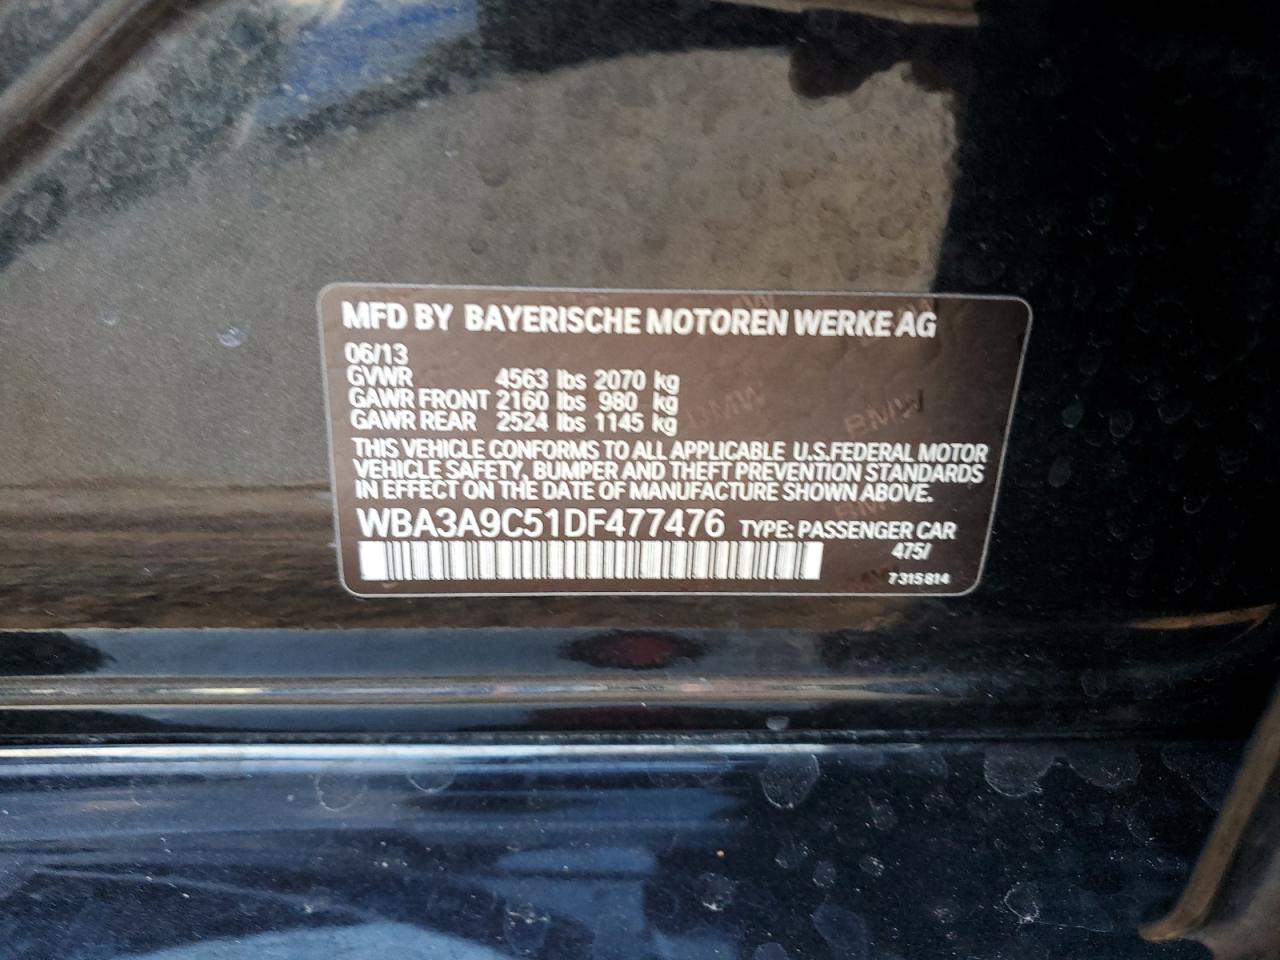 MFD BY BAYERISCHE MOTOREN WERKE AG
06/13
GVWR 4563 lbs 2070 kg
GAWR FRONT 2160 lbs 980 kg
GAWR REAR 2524 lbs 1145 kg
THIS VEHICLE CONFORMS TO ALL APPLICABLE U.S.FEDERAL MOTOR
VEHICLE SAFETY, BUMPER AND THEFT PREVENTION STANDARDS
IN EFFECT ON THE DATE OF MANUFACTURE SHOWN ABOVE.
WBA3A9C51DF477476 TYPE: PASSENGER CAR
475/
7315814